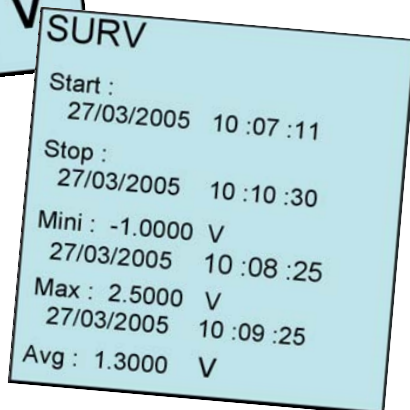 V
SURV
Start :
27/03/2005 10 :07 :11
Stop :
27/03/2005 10 :10 :30
Mini : -1.0000 V
27/03/2005 10 :08 :25
Max : 2.5000 V
27/03/2005 10 :09 :25
Avg : 1.3000 V